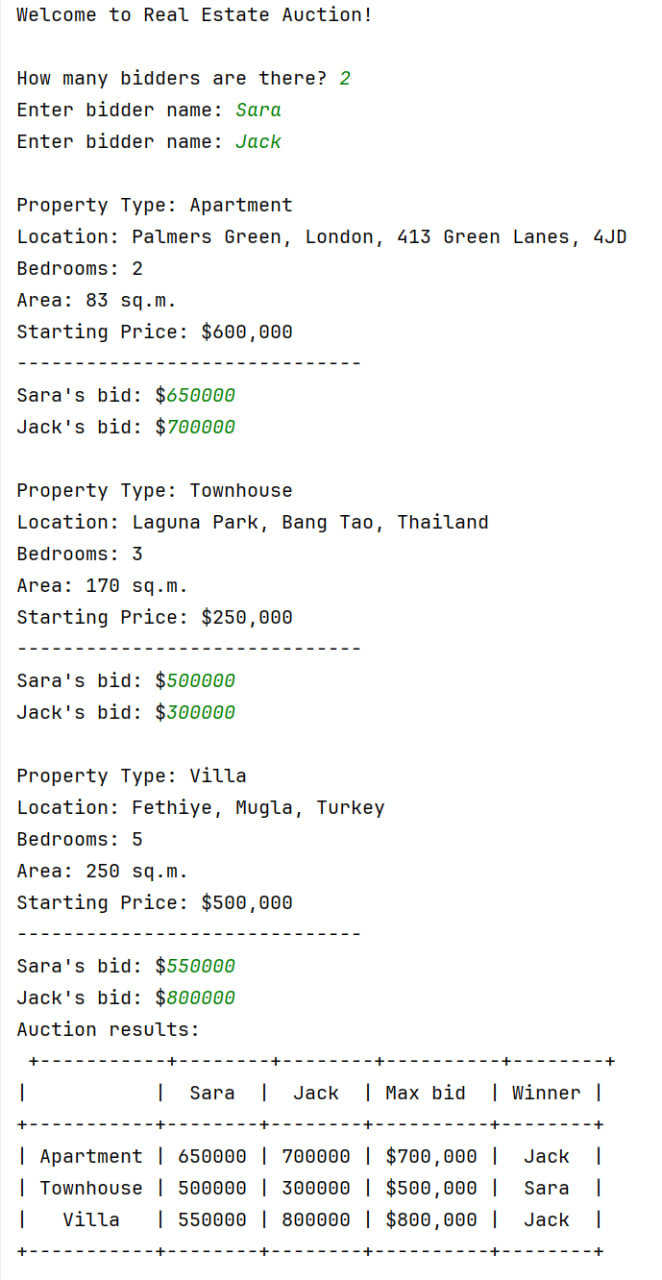 Welcome to Real Estate Auction!
How many bidders are there? 2
Enter bidder name: Sara
Enter bidder name: Jack
Property Type: Apartment
Location: Palmers Green, London, 413 Green Lanes, 4JD
Bedrooms: 2
Area: 83 sq.m.
Starting Price: $600,000
------------------------------
Sara's bid: $650000
Jack's bid: $700000
Property Type: Townhouse
Location: Laguna Park, Bang Tao, Thailand
Bedrooms: 3
Area: 170 sq.m.
Starting Price: $250,000
------------------------------
Sara's bid: $500000
Jack's bid: $300000
Property Type: Villa
Location: Fethiye, Mugla, Turkey
Bedrooms: 5
Area: 250 sq.m.
Starting Price: $500,000
------------------------------
Sara's bid: $550000
Jack's bid: $800000
Auction results:
 +-----------+--------+--------+----------+--------+
|           |  Sara  |  Jack  | Max bid  | Winner |
+-----------+--------+--------+----------+--------+
| Apartment | 650000 | 700000 | $700,000 |  Jack  |
| Townhouse | 500000 | 300000 | $500,000 |  Sara  |
|   Villa   | 550000 | 800000 | $800,000 |  Jack  |
+-----------+--------+--------+----------+--------+